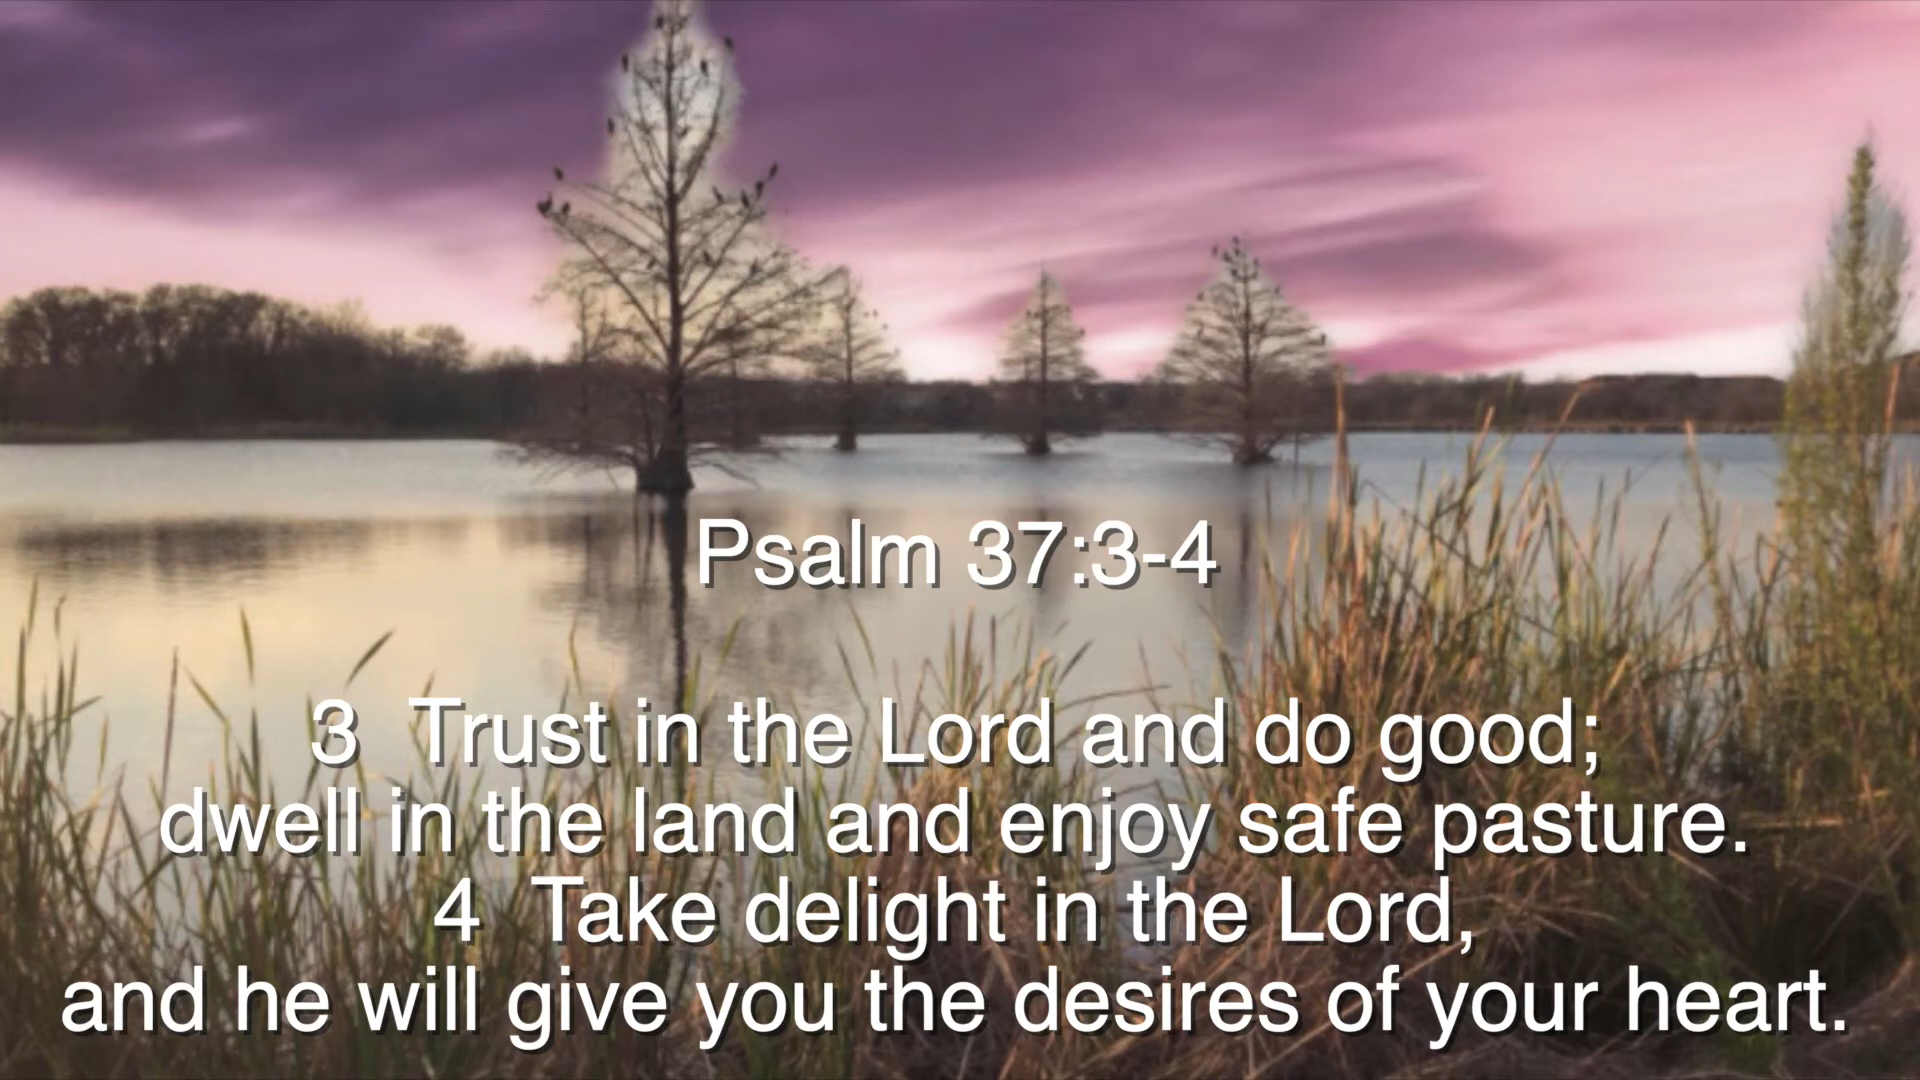 Psalm 37:3-4
3 Trust in the Lord and do good;
dwell in the land and enjoy safe pasture.
4 Take delight in the Lord,
and he will give you the desires of your heart.